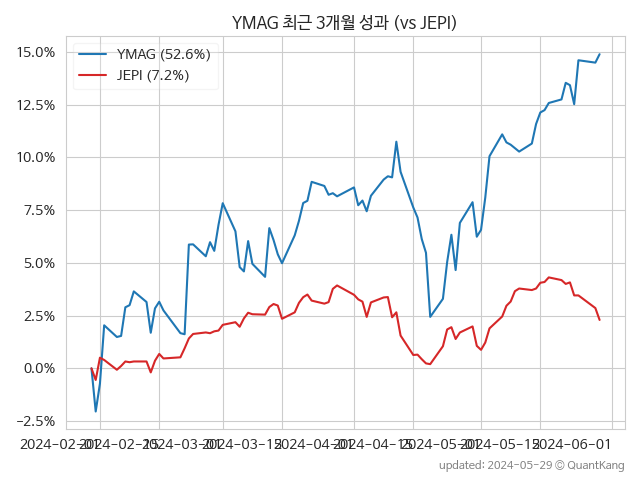 YMAG 최근 3개월 성과 (vs JEPI)
YMAG (52.6%)
JEPI (7.2%)
15.0%
12.5%
10.0%
7.5%
5.0%
2.5%
0.0%
−2.5%
2024-02-01 2024-02-15 2024-03-01 2024-03-15 2024-04-01 2024-04-15 2024-05-01 2024-05-15 2024-06-01
updated: 2024-05-29 © QuantKang